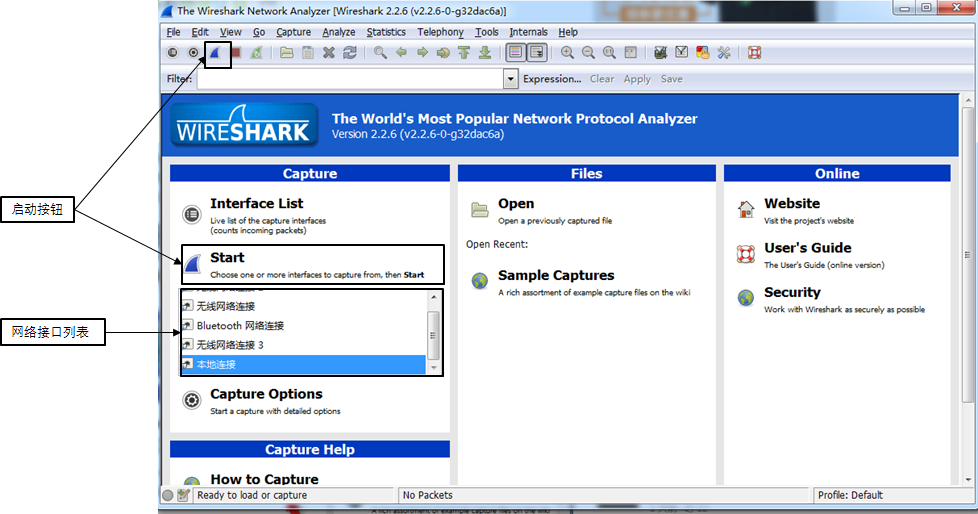 The Wireshark Network Analyzer [Wireshark 2.2.6 (v2.2.6-0-g32dac6a)]
File Edit View Go Capture Analyze Statistics Telephony Tools Internals Help
Filter: Expression... Clear Apply Save
WIRESHARK
The World's Most Popular Network Protocol Analyzer
Version 2.2.6 (v2.2.6-0-g32dac6a)
启动按钮
网络接口列表
Capture
Interface List
Live list of the capture interfaces
(counts incoming packets)
Start
Choose one or more interfaces to capture from, then Start
无线网络连接
Bluetooth 网络连接
无线网络连接 3
本地连接
Capture Options
Start a capture with detailed options
Capture Help
How to Capture
Files
Open
Open a previously captured file
Open Recent:
Sample Captures
A rich assortment of example capture files on the wiki
Online
Website
Visit the project's website
User's Guide
The User's Guide (online version)
Security
Work with Wireshark as securely as possible
Ready to load or capture
No Packets
Profile: Default